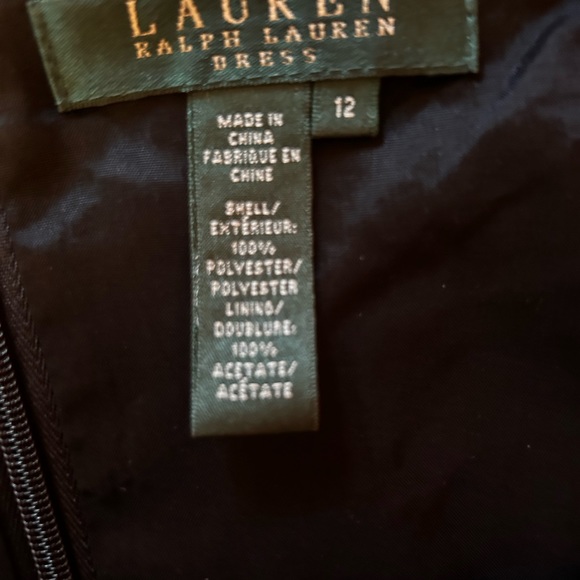 LAUREN
RALPH LAUREN
DRESS
12
MADE IN
CHINA
FABRIQUE EN
CHINE
SHELL/
EXTÉRIEUR:
100%
POLYESTER/
POLYESTER
LINING/
DOUBLURE:
100%
ACETATE/
ACÉTATE